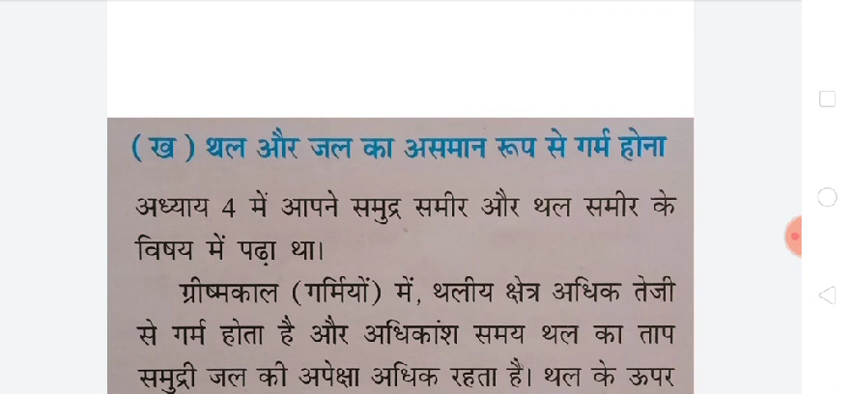 ( ख ) थल और जल का असमान रूप से गर्म होना
अध्याय 4 में आपने समुद्र समीर और थल समीर के
विषय में पढ़ा था।
ग्रीष्मकाल (गर्मियों) में, थलीय क्षेत्र अधिक तेजी
से गर्म होता है और अधिकांश समय थल का ताप
समुद्री जल की अपेक्षा अधिक रहता है। थल के ऊपर